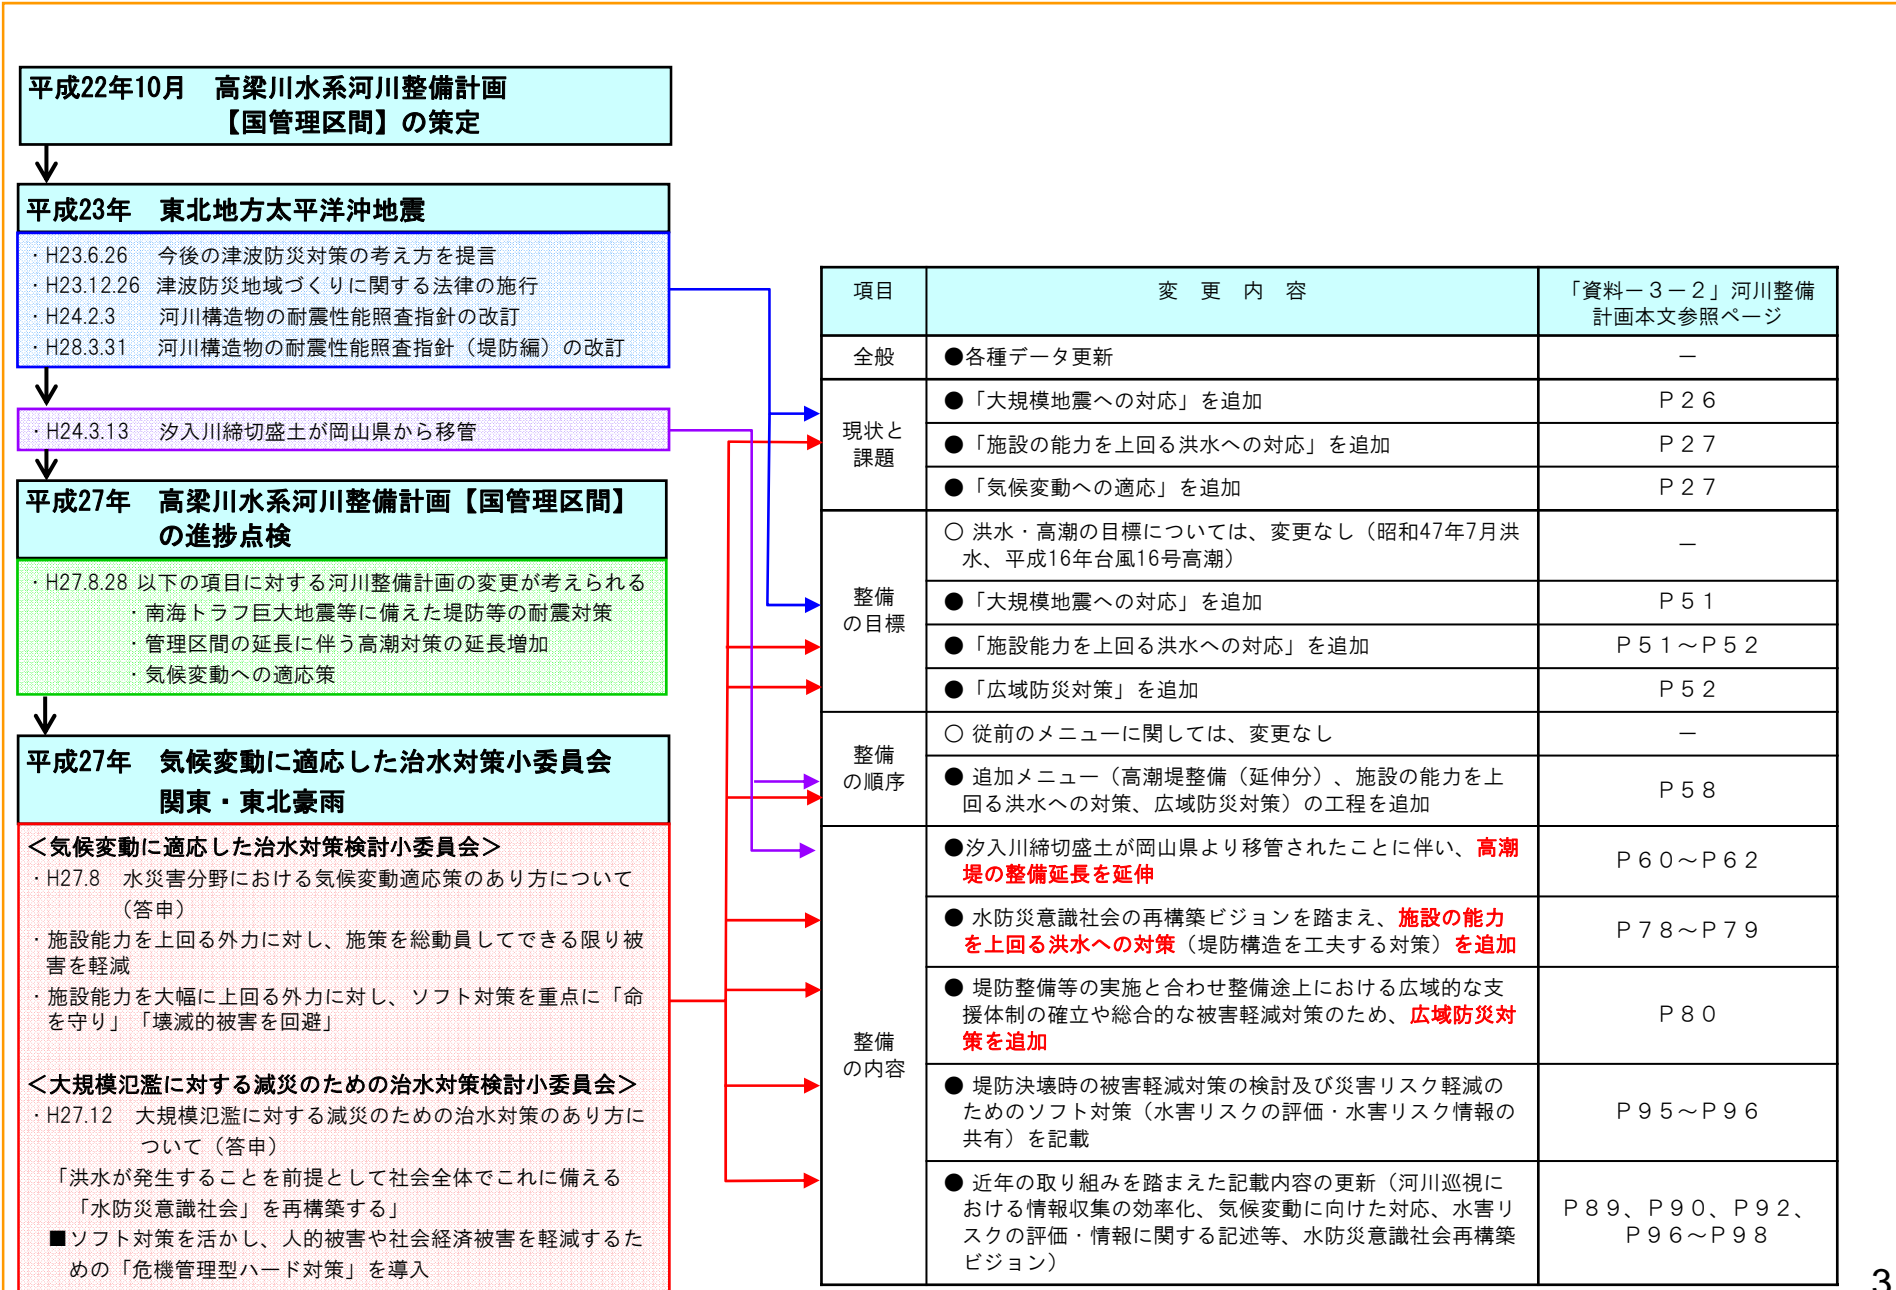 平成22年10月　高梁川水系河川整備計画
【国管理区間】の策定
平成23年　東北地方太平洋沖地震
・H23.6.26　今後の津波防災対策の考え方を提言
・H23.12.26 津波防災地域づくりに関する法律の施行
・H24.2.3　河川構造物の耐震性能照査指針の改訂
・H28.3.31　河川構造物の耐震性能照査指針（堤防編）の改訂
・H24.3.13　汐入川締切盛土が岡山県から移管
平成27年　高梁川水系河川整備計画【国管理区間】
の進捗点検
・H27.8.28 以下の項目に対する河川整備計画の変更が考えられる
・南海トラフ巨大地震等に備えた堤防等の耐震対策
・管理区間の延長に伴う高潮対策の延長増加
・気候変動への適応策
平成27年　気候変動に適応した治水対策小委員会
関東・東北豪雨
＜気候変動に適応した治水対策検討小委員会＞
・H27.8　水災害分野における気候変動適応策のあり方について
（答申）
・施設能力を上回る外力に対し、施策を総動員してできる限り被
害を軽減
・施設能力を大幅に上回る外力に対し、ソフト対策を重点に「命
を守り」「壊滅的被害を回避」
＜大規模氾濫に対する減災のための治水対策検討小委員会＞
・H27.12　大規模氾濫に対する減災のための治水対策のあり方に
ついて（答申）
「洪水が発生することを前提として社会全体でこれに備える
「水防災意識社会」を再構築する」
■ソフト対策を活かし、人的被害や社会経済被害を軽減するた
めの「危機管理型ハード対策」を導入
項目
変　更　内　容
「資料－３－２」河川整備
計画本文参照ページ
全般
●各種データ更新
－
現状と
課題
●「大規模地震への対応」を追加
Ｐ２６
●「施設の能力を上回る洪水への対応」を追加
Ｐ２７
●「気候変動への適応」を追加
Ｐ２７
整備
の目標
○ 洪水・高潮の目標については、変更なし（昭和47年7月洪
水、平成16年台風16号高潮）
－
●「大規模地震への対応」を追加
Ｐ５１
●「施設能力を上回る洪水への対応」を追加
Ｐ５１～Ｐ５２
●「広域防災対策」を追加
Ｐ５２
整備
の順序
○ 従前のメニューに関しては、変更なし
－
● 追加メニュー（高潮堤整備（延伸分）、施設の能力を上
回る洪水への対策、広域防災対策）の工程を追加
Ｐ５８
整備
の内容
●汐入川締切盛土が岡山県より移管されたことに伴い、高潮
堤の整備延長を延伸
Ｐ６０～Ｐ６２
● 水防災意識社会の再構築ビジョンを踏まえ、施設の能力
を上回る洪水への対策（堤防構造を工夫する対策）を追加
Ｐ７８～Ｐ７９
● 堤防整備等の実施と合わせ整備途上における広域的な支
援体制の確立や総合的な被害軽減対策のため、広域防災対
策を追加
Ｐ８０
● 堤防決壊時の被害軽減対策の検討及び災害リスク軽減の
ためのソフト対策（水害リスクの評価・水害リスク情報の
共有）を記載
Ｐ９５～Ｐ９６
● 近年の取り組みを踏まえた記載内容の更新（河川巡視に
おける情報収集の効率化、気候変動に向けた対応、水害リ
スクの評価・情報に関する記述等、水防災意識社会再構築
ビジョン）
Ｐ８９、Ｐ９０、Ｐ９２、
Ｐ９６～Ｐ９８
3